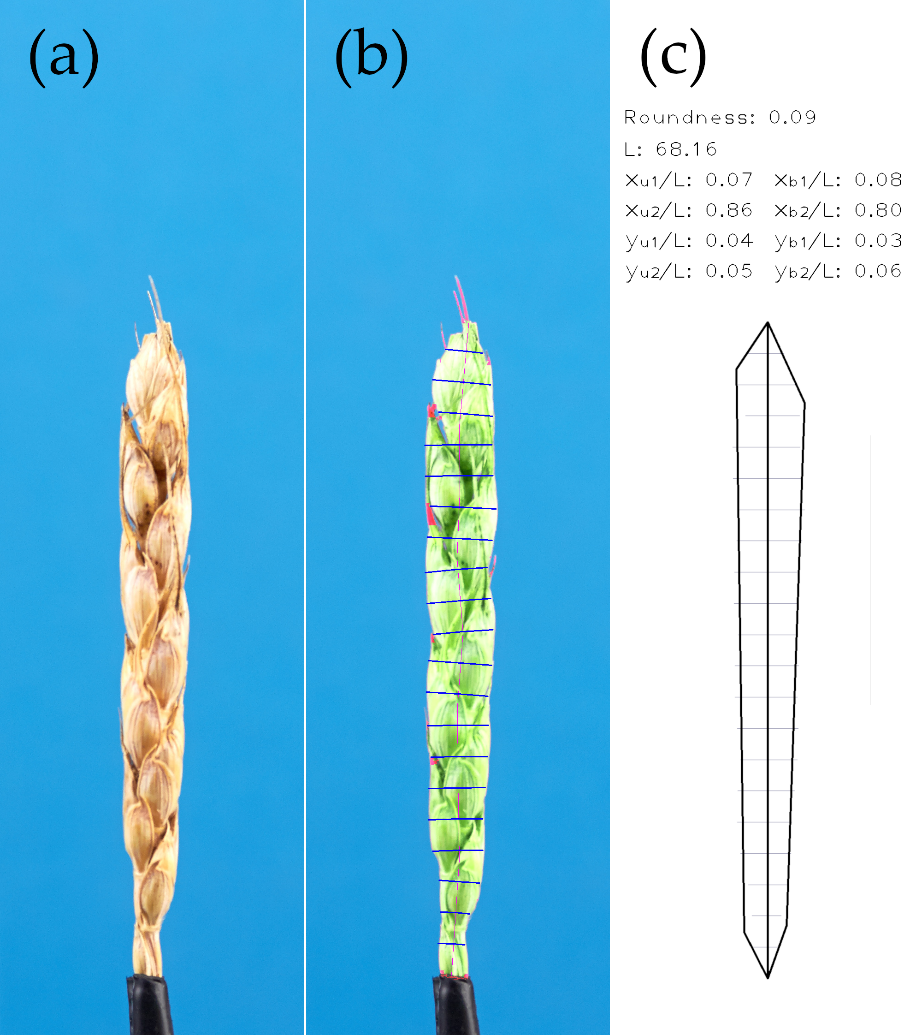 (a) (b) (c)
Roundness: 0.09
L: 68.16
xu1/L: 0.07 xb1/L: 0.08
xu2/L: 0.86 xb2/L: 0.80
yu1/L: 0.04 yb1/L: 0.03
yu2/L: 0.05 yb2/L: 0.06